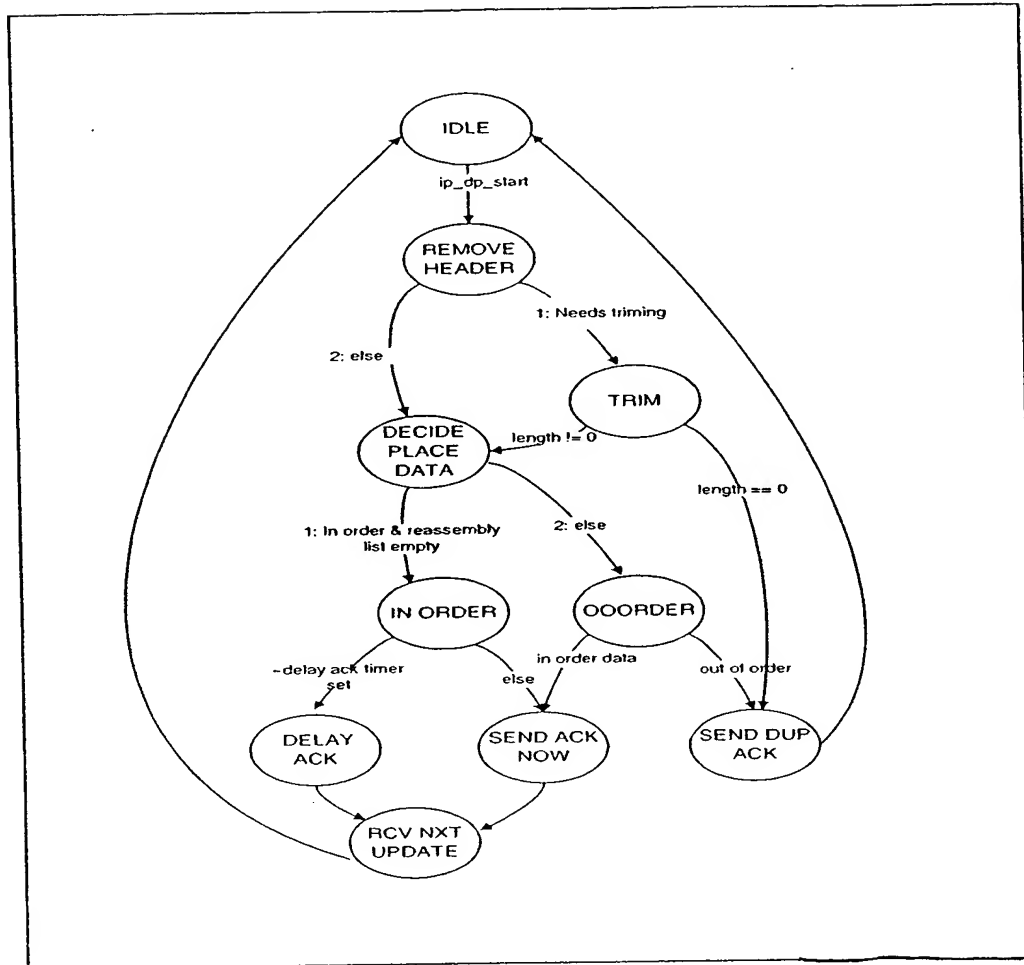 IDLE
ip_dp_start
REMOVE
HEADER
1: Needs triming
2: else
TRIM
DECIDE
PLACE
DATA
length != 0
length == 0
1: In order & reassembly
list empty
2: else
IN ORDER
OOORDER
~delay ack timer
set
else
in order data
out of order
DELAY
ACK
SEND ACK
NOW
SEND DUP
ACK
RCV NXT
UPDATE